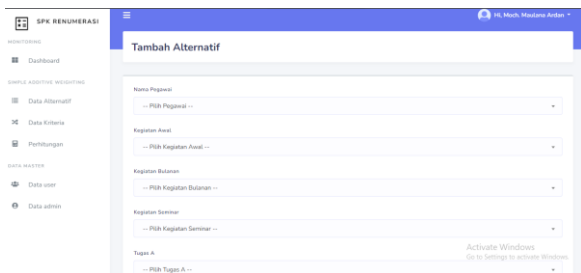 SPK RENUMERASI
Hi, Moch. Maulana Ardan
MONITORING
Dashboard
SIMPLE ADDITIVE WEIGHTING
Data Alternatif
Data Kriteria
Perhitungan
DATA MASTER
Data user
Data admin
Tambah Alternatif
Nama Pegawai
-- Pilih Pegawai --
Kegiatan Awal
-- Pilih Kegiatan Awal --
Kegiatan Bulanan
-- Pilih Kegiatan Bulanan --
Kegiatan Seminar
-- Pilih Kegiatan Seminar --
Tugas A
-- Pilih Tugas A --
Activate Windows
Go to Settings to activate Windows.